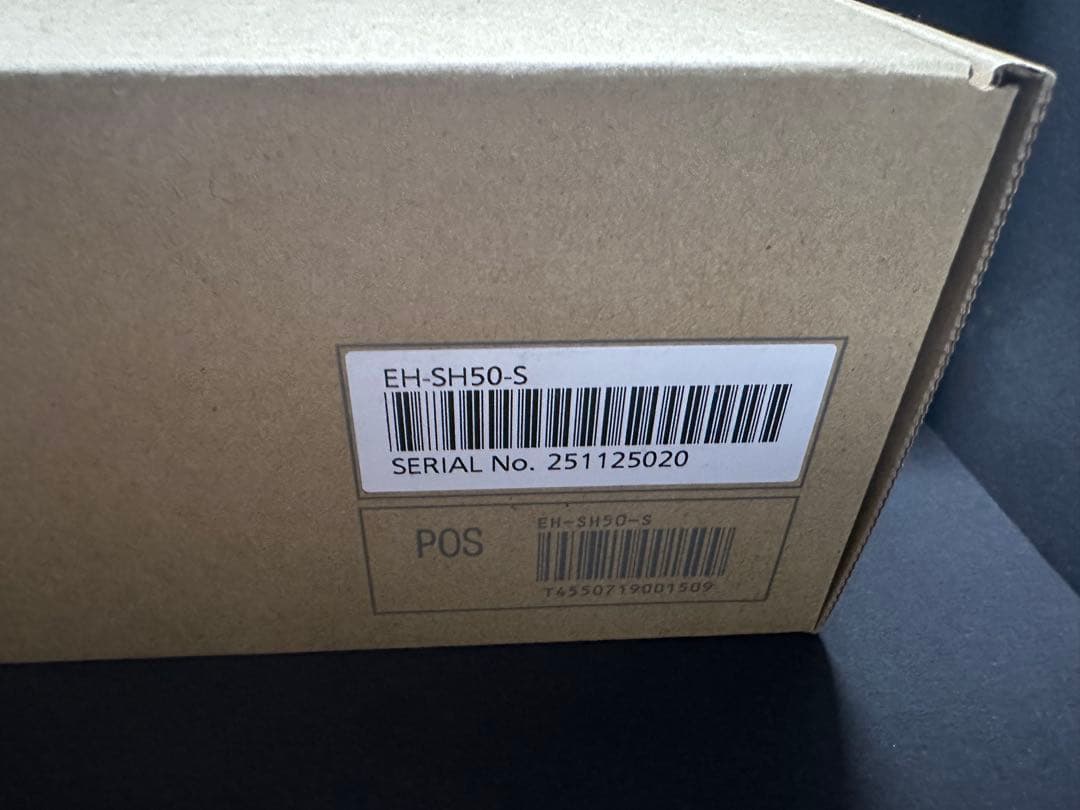 EH-SH50-S
SERIAL No. 251125020
POS
EH-SH50-S
T4550719001509